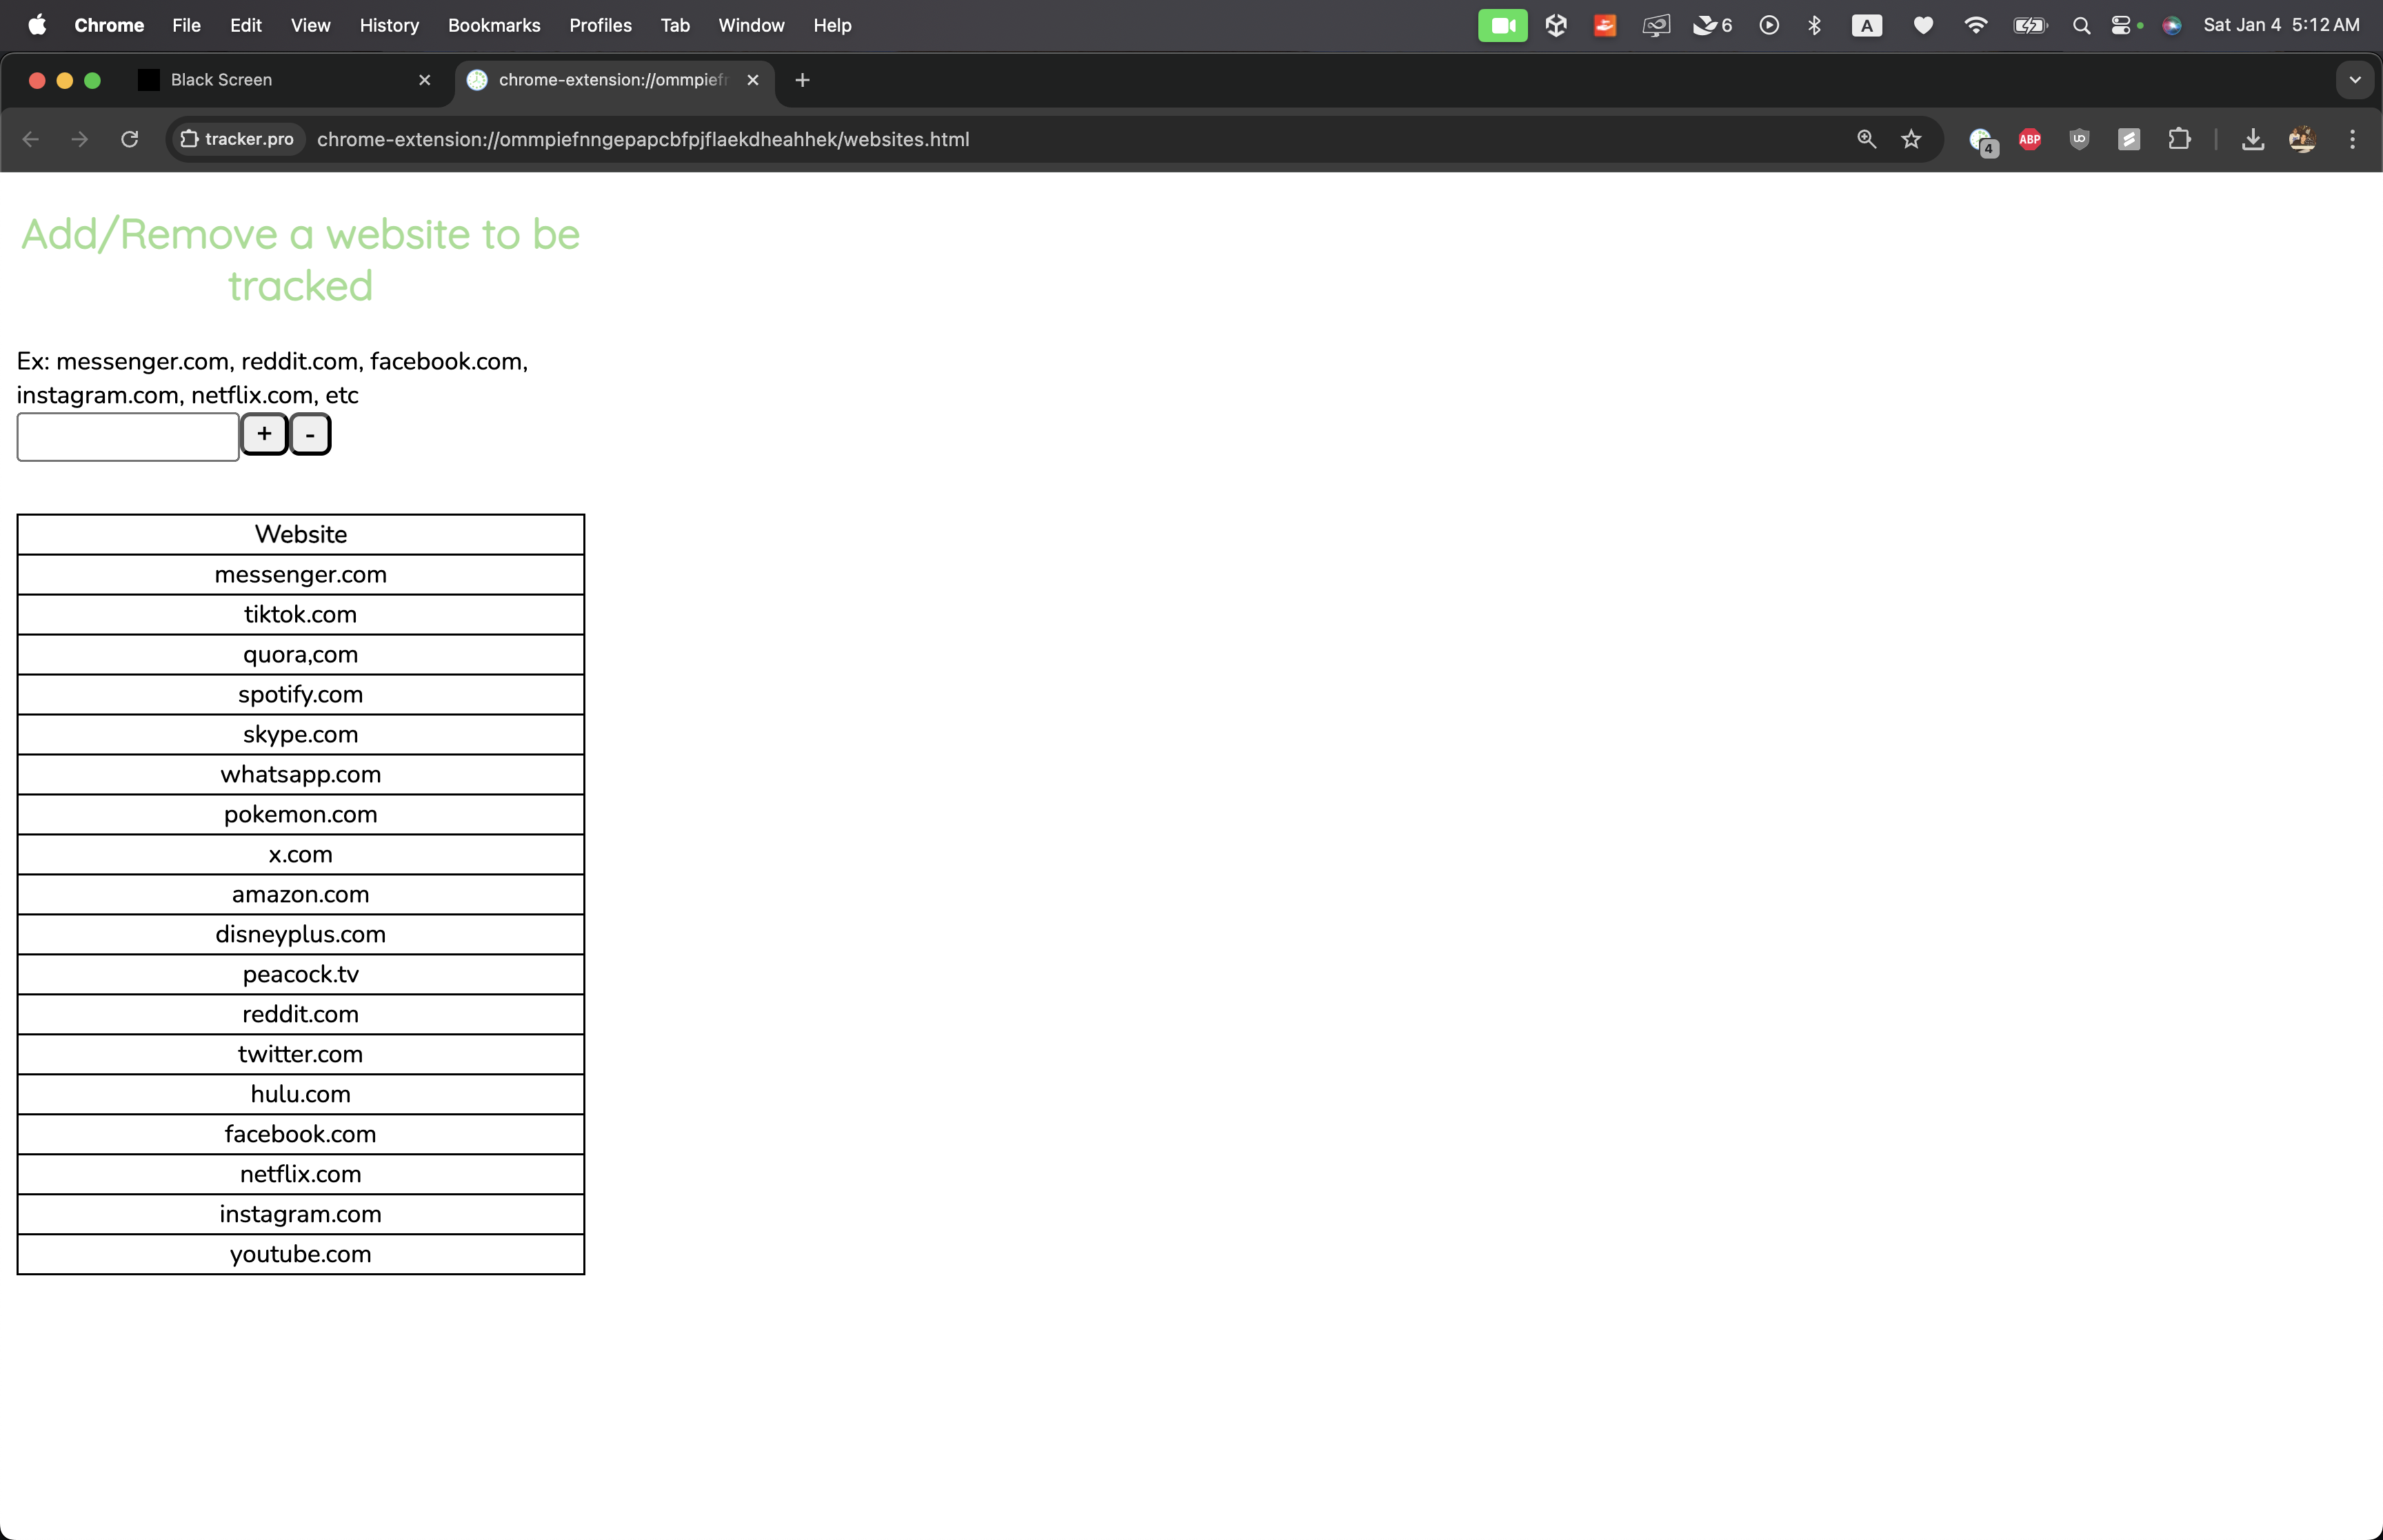 Chrome File Edit View History Bookmarks Profiles Tab Window Help 6 A Sat Jan 4 5:12 AM
Black Screen chrome-extension://ommpief
tracker.pro chrome-extension://ommpiefnngepapcbfpjflaekdheahhek/websites.html 4 ABP
Add/Remove a website to be
tracked
Ex: messenger.com, reddit.com, facebook.com,
instagram.com, netflix.com, etc
+ -
Website
messenger.com
tiktok.com
quora,com
spotify.com
skype.com
whatsapp.com
pokemon.com
x.com
amazon.com
disneyplus.com
peacock.tv
reddit.com
twitter.com
hulu.com
facebook.com
netflix.com
instagram.com
youtube.com